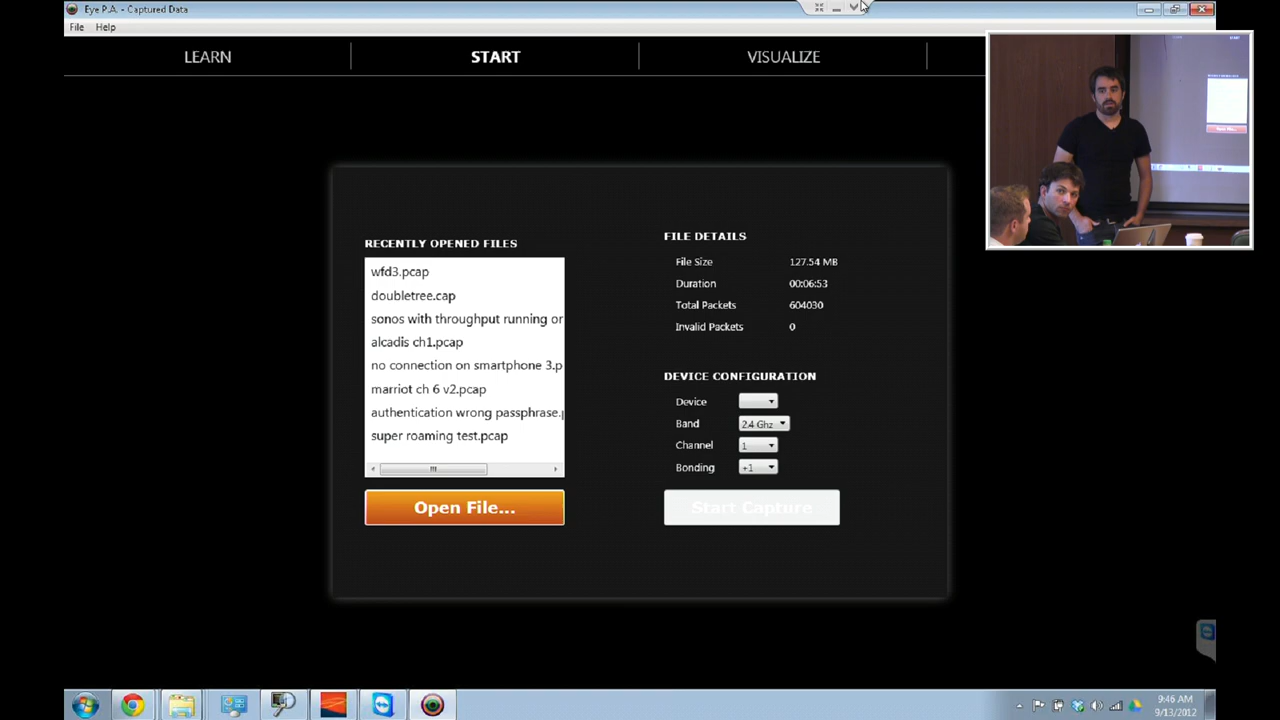 Eye P.A. - Captured Data
File Help
LEARN START VISUALIZE
RECENTLY OPENED FILES
wfd3.pcap
doubletree.cap
sonos with throughput running or
alcadis ch1.pcap
no connection on smartphone 3.p
marriot ch 6 v2.pcap
authentication wrong passphrase.p
super roaming test.pcap
Open File...
FILE DETAILS
File Size 127.54 MB
Duration 00:06:53
Total Packets 604030
Invalid Packets 0
DEVICE CONFIGURATION
Device
Band 2.4 Ghz
Channel 1
Bonding +1
Start Capture
9:46 AM
9/13/2012